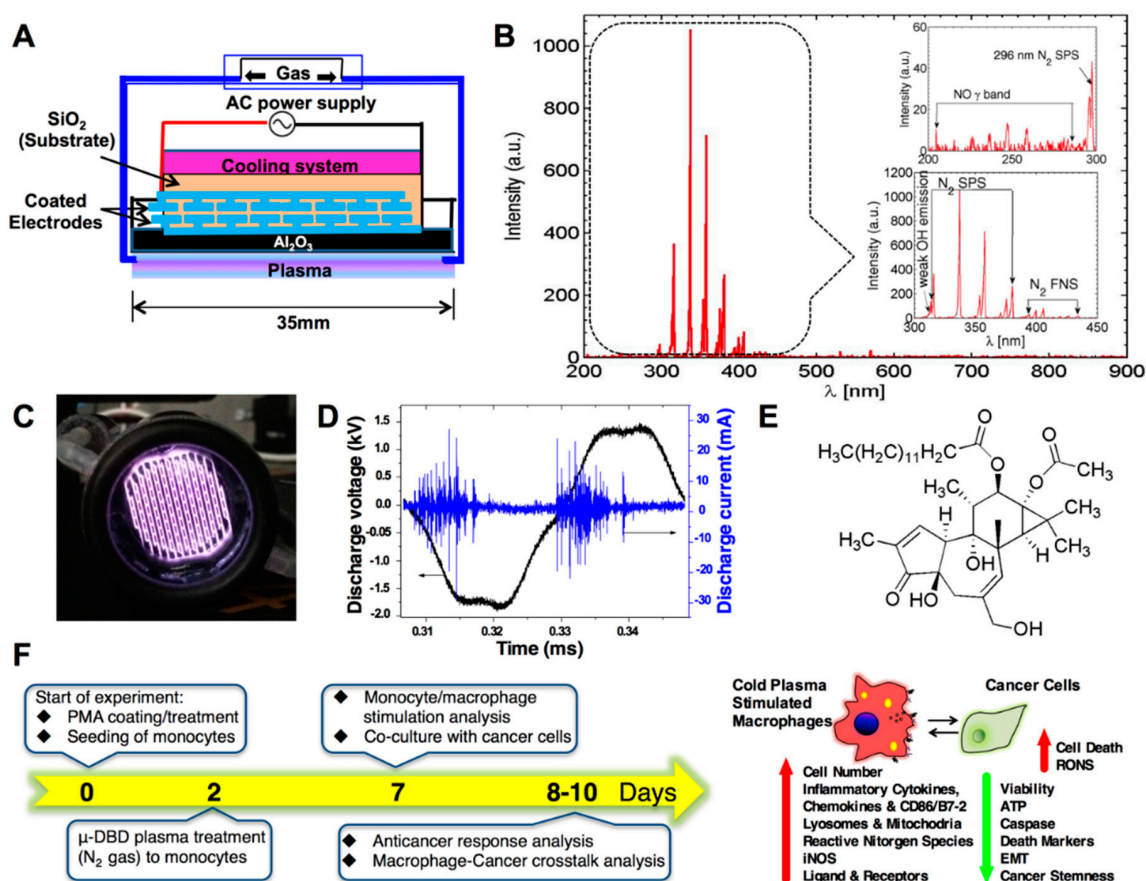 A
Gas
AC power supply
SiO₂
(Substrate)
Cooling system
Coated
Electrodes
Al₂O₃
Plasma
35mm
B
Intensity (a.u.)
1000
800
600
400
200
0
200 300 400 500 600 700 800 900
λ [nm]
Intensity (a.u.)
60
40
20
0
200 250 300
296 nm N₂ SPS
NO γ band
Intensity (a.u.)
1200
1000
800
600
400
200
0
300 350 400 450
λ [nm]
weak OH emission
N₂ SPS
N₂ FNS
C
D
Discharge voltage (kV)
1.5
1.0
0.5
0.0
-0.5
-1.0
-1.5
-2.0
0.31 0.32 0.33 0.34
Time (ms)
30
20
10
0
-10
-20
-30
Discharge current (mA)
E
H₃C(H₂C)₁₁H₂C
O
O
O
O
CH₃
H₃C
CH₃
CH₃
H
H
H₃C
OH
O
HO
OH
F
Start of experiment:
◆ PMA coating/treatment
◆ Seeding of monocytes
◆ Monocyte/macrophage
stimulation analysis
◆ Co-culture with cancer cells
0 2 7 8-10 Days
μ-DBD plasma treatment
(N₂ gas) to monocytes
◆ Anticancer response analysis
◆ Macrophage-Cancer crosstalk analysis
Cold Plasma
Stimulated
Macrophages
Cancer Cells
Cell Number
Inflammatory Cytokines,
Chemokines & CD86/B7-2
Lyosomes & Mitochodria
Reactive Nitorgen Species
iNOS
Ligand & Receptors
Cell Death
RONS
Viability
ATP
Caspase
Death Markers
EMT
Cancer Stemness